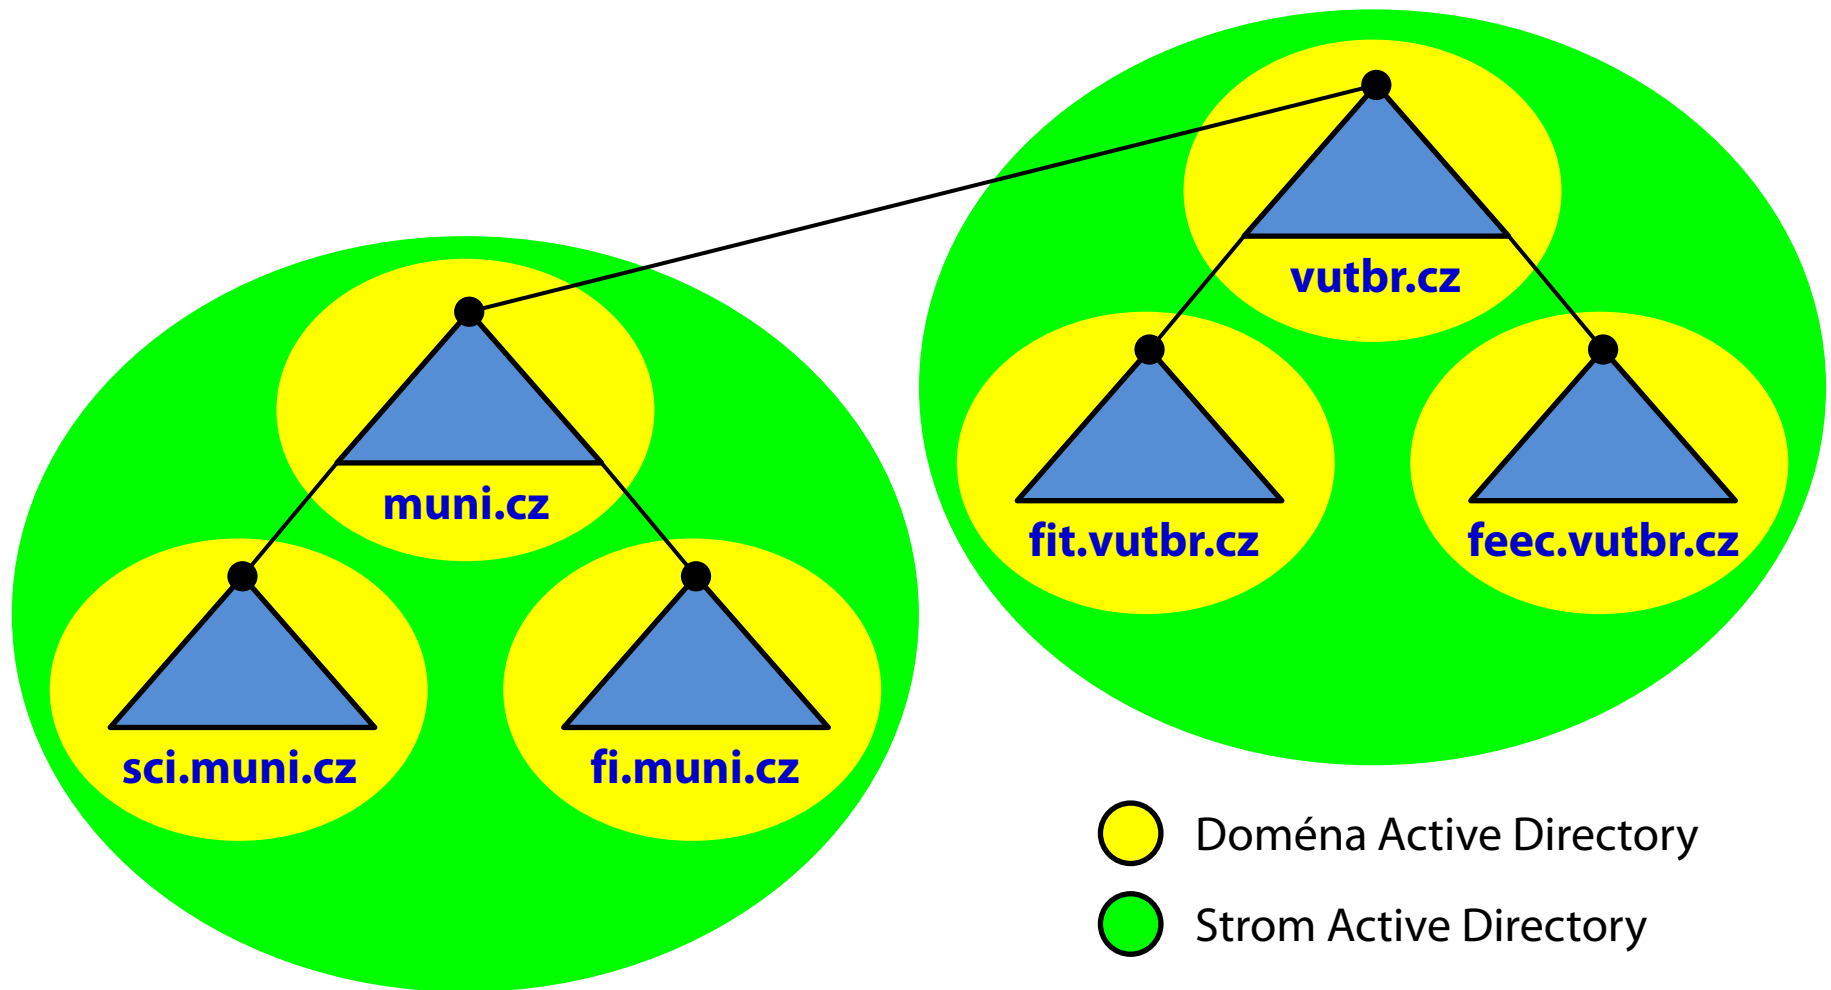 vutbr.cz
muni.cz
fit.vutbr.cz
feec.vutbr.cz
sci.muni.cz
fi.muni.cz
Doména Active Directory
Strom Active Directory